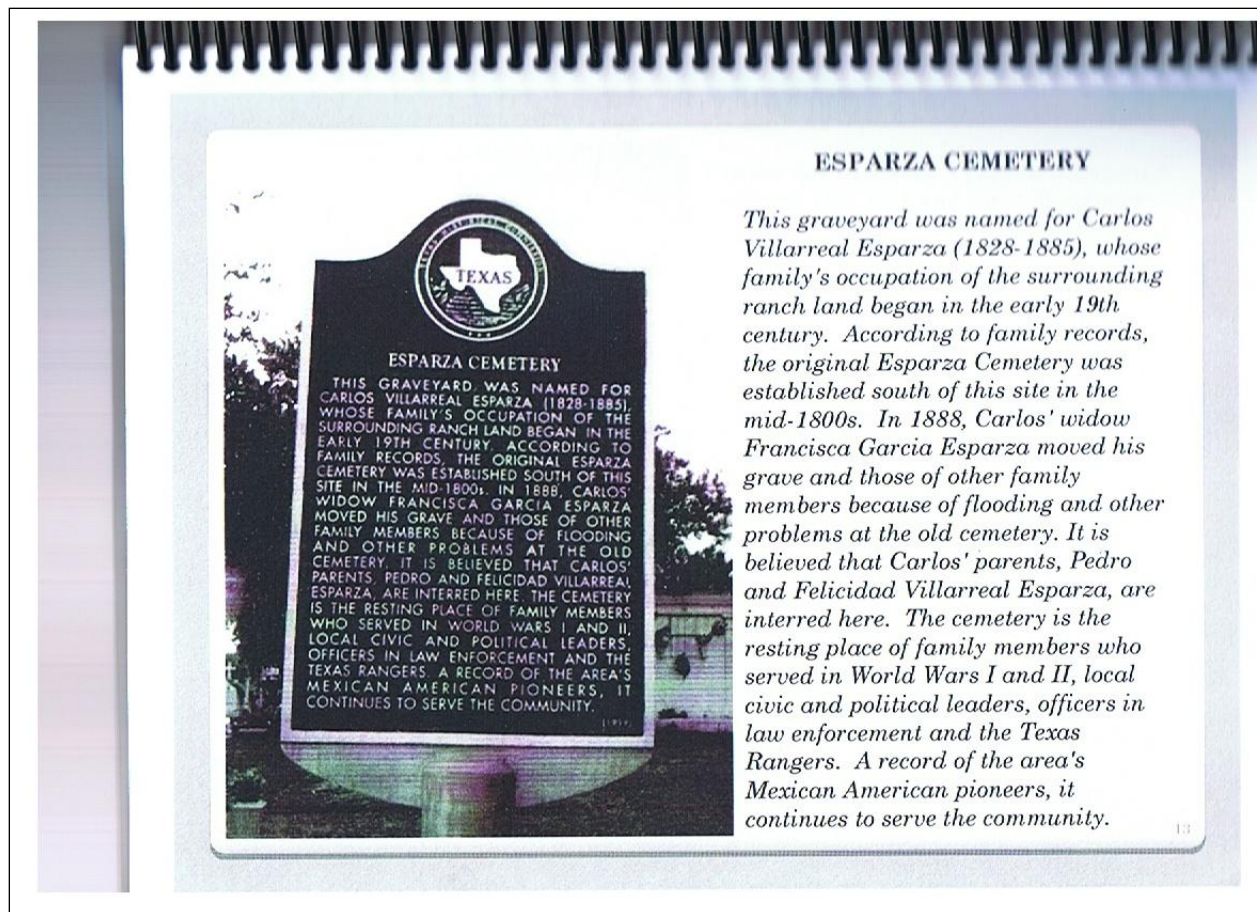 TEXAS
ESPARZA CEMETERY
THIS GRAVEYARD WAS NAMED FOR
CARLOS VILLARREAL ESPARZA (1828-1885),
WHOSE FAMILY'S OCCUPATION OF THE
SURROUNDING RANCH LAND BEGAN IN THE
EARLY 19TH CENTURY. ACCORDING TO
FAMILY RECORDS, THE ORIGINAL ESPARZA
CEMETERY WAS ESTABLISHED SOUTH OF THIS
SITE IN THE MID-1800s. IN 1888, CARLOS'
WIDOW FRANCISCA GARCIA ESPARZA
MOVED HIS GRAVE AND THOSE OF OTHER
FAMILY MEMBERS BECAUSE OF FLOODING
AND OTHER PROBLEMS AT THE OLD
CEMETERY. IT IS BELIEVED THAT CARLOS'
PARENTS, PEDRO AND FELICIDAD VILLARREAL
ESPARZA, ARE INTERRED HERE. THE CEMETERY
IS THE RESTING PLACE OF FAMILY MEMBERS
WHO SERVED IN WORLD WARS I AND II,
LOCAL CIVIC AND POLITICAL LEADERS,
OFFICERS IN LAW ENFORCEMENT AND THE
TEXAS RANGERS. A RECORD OF THE AREA'S
MEXICAN AMERICAN PIONEERS, IT
CONTINUES TO SERVE THE COMMUNITY.
ESPARZA CEMETERY
This graveyard was named for Carlos
Villarreal Esparza (1828-1885), whose
family's occupation of the surrounding
ranch land began in the early 19th
century. According to family records,
the original Esparza Cemetery was
established south of this site in the
mid-1800s. In 1888, Carlos' widow
Francisca Garcia Esparza moved his
grave and those of other family
members because of flooding and other
problems at the old cemetery. It is
believed that Carlos' parents, Pedro
and Felicidad Villarreal Esparza, are
interred here. The cemetery is the
resting place of family members who
served in World Wars I and II, local
civic and political leaders, officers in
law enforcement and the Texas
Rangers. A record of the area's
Mexican American pioneers, it
continues to serve the community.
13